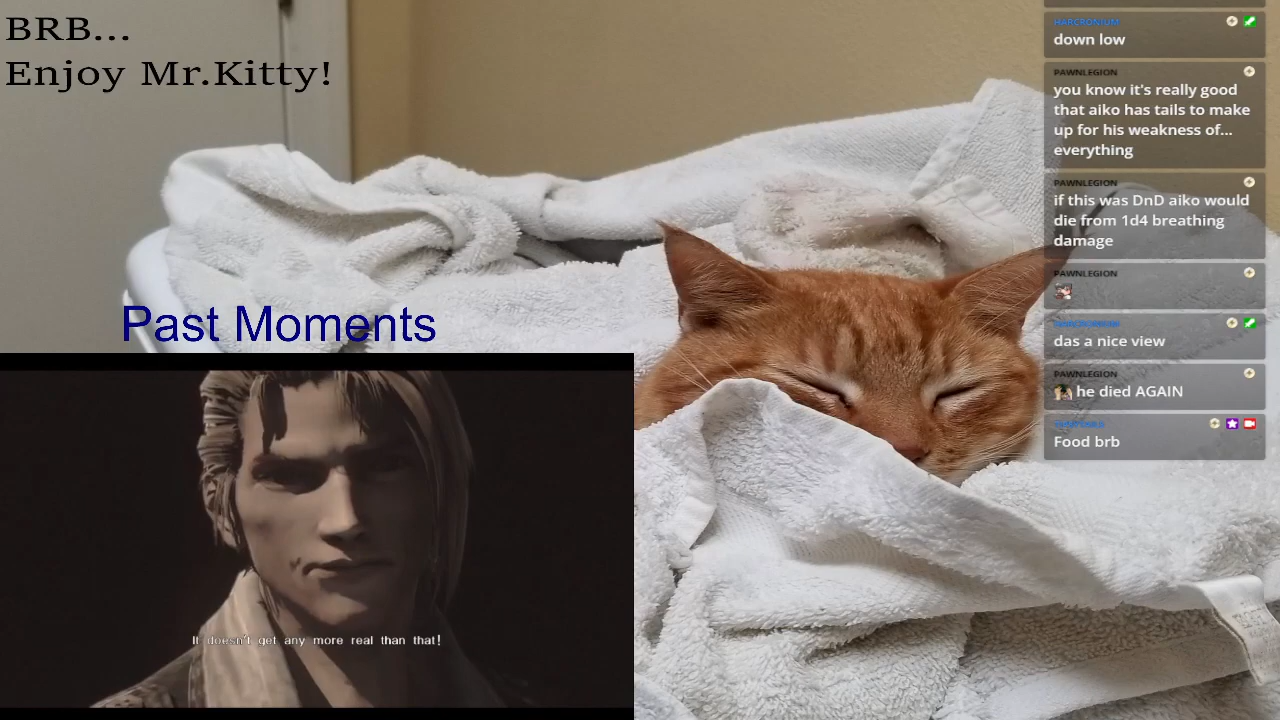 BRB...
Enjoy Mr.Kitty!
Past Moments
It doesn't get any more real than that!
HARCRONIUM
down low
PAWNLEGION
you know it's really good
that aiko has tails to make
up for his weakness of...
everything
PAWNLEGION
if this was DnD aiko would
die from 1d4 breathing
damage
PAWNLEGION
HARCRONIUM
das a nice view
PAWNLEGION
he died AGAIN
Food brb